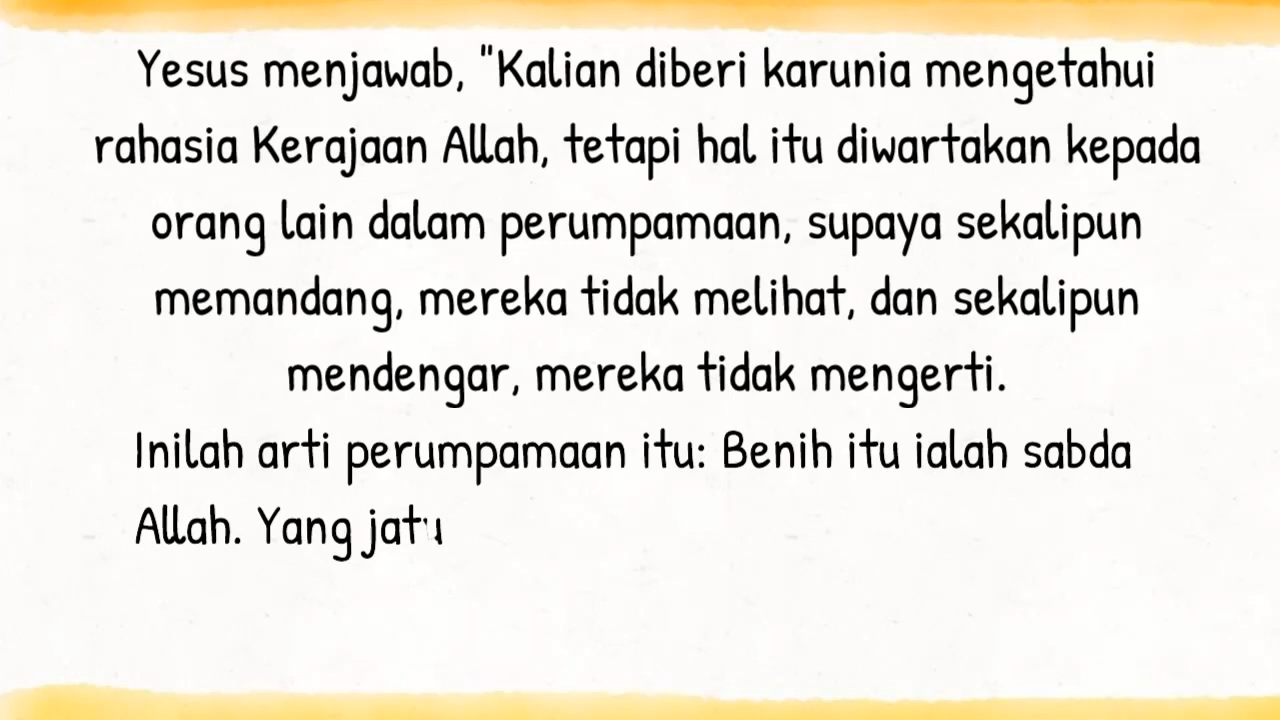 Yesus menjawab, "Kalian diberi karunia mengetahui
rahasia Kerajaan Allah, tetapi hal itu diwartakan kepada
orang lain dalam perumpamaan, supaya sekalipun
memandang, mereka tidak melihat, dan sekalipun
mendengar, mereka tidak mengerti.
Inilah arti perumpamaan itu: Benih itu ialah sabda
Allah. Yang